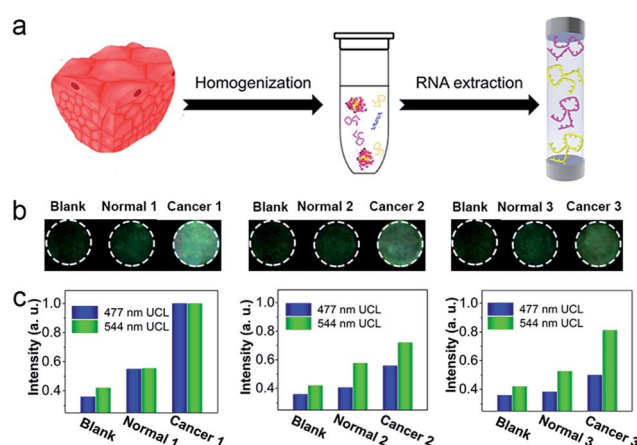 a
Homogenization
RNA extraction
b
Blank Normal 1 Cancer 1
Blank Normal 2 Cancer 2
Blank Normal 3 Cancer 3
c
Intensity (a. u.)
1.0
0.8
0.6
0.4
477 nm UCL
544 nm UCL
Blank
Normal 1
Cancer 1
Intensity (a. u.)
1.0
0.8
0.6
0.4
477 nm UCL
544 nm UCL
Blank
Normal 2
Cancer 2
Intensity (a. u.)
1.0
0.8
0.6
0.4
477 nm UCL
544 nm UCL
Blank
Normal 3
Cancer 3